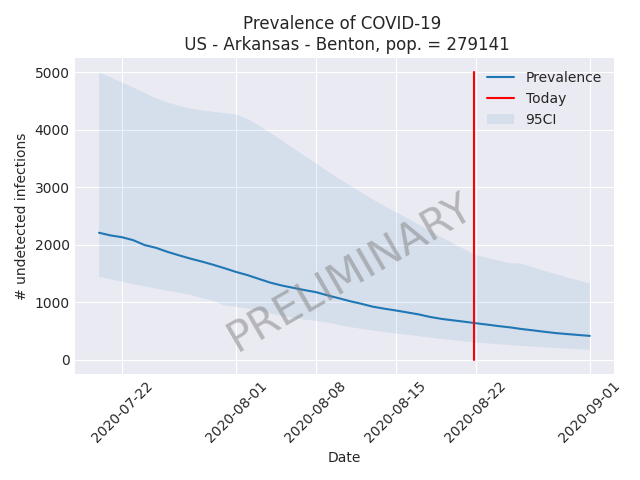 Prevalence of COVID-19
US - Arkansas - Benton, pop. = 279141
5000
4000
3000
2000
1000
0
# undetected infections
Prevalence
Today
95CI
PRELIMINARY
2020-07-22
2020-08-01
2020-08-08
2020-08-15
2020-08-22
2020-09-01
Date